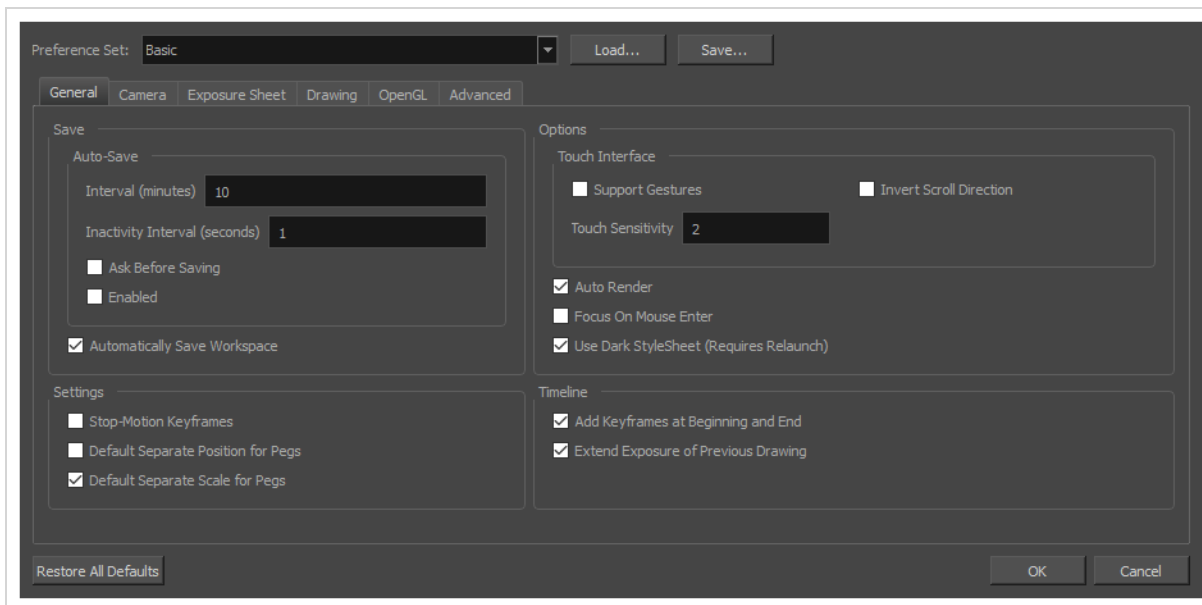 Preference Set: Basic Load... Save...
General Camera Exposure Sheet Drawing OpenGL Advanced
Save
Auto-Save
Interval (minutes) 10
Inactivity Interval (seconds) 1
Ask Before Saving
Enabled
Automatically Save Workspace
Options
Touch Interface
Support Gestures Invert Scroll Direction
Touch Sensitivity 2
Auto Render
Focus On Mouse Enter
Use Dark StyleSheet (Requires Relaunch)
Settings
Stop-Motion Keyframes
Default Separate Position for Pegs
Default Separate Scale for Pegs
Timeline
Add Keyframes at Beginning and End
Extend Exposure of Previous Drawing
Restore All Defaults OK Cancel